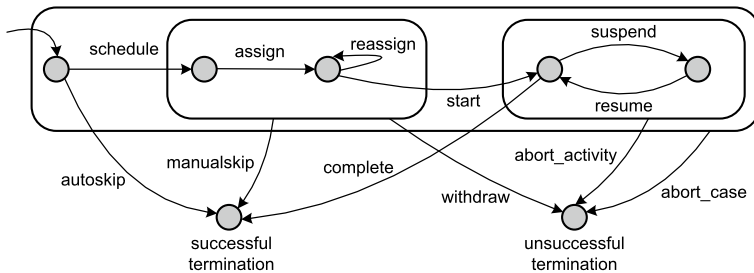 suspend
reassign
assign
schedule
start
resume
manualskip
complete
abort_activity
autoskip
withdraw
abort_case
successful
termination
unsuccessful
termination